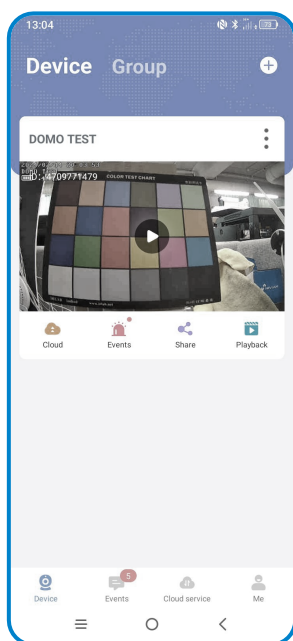 13:04
Device Group
DOMO TEST
ID: 4709771479
COLOR TEST CHART
Cloud Events Share Playback
5
Device Events Cloud service Me